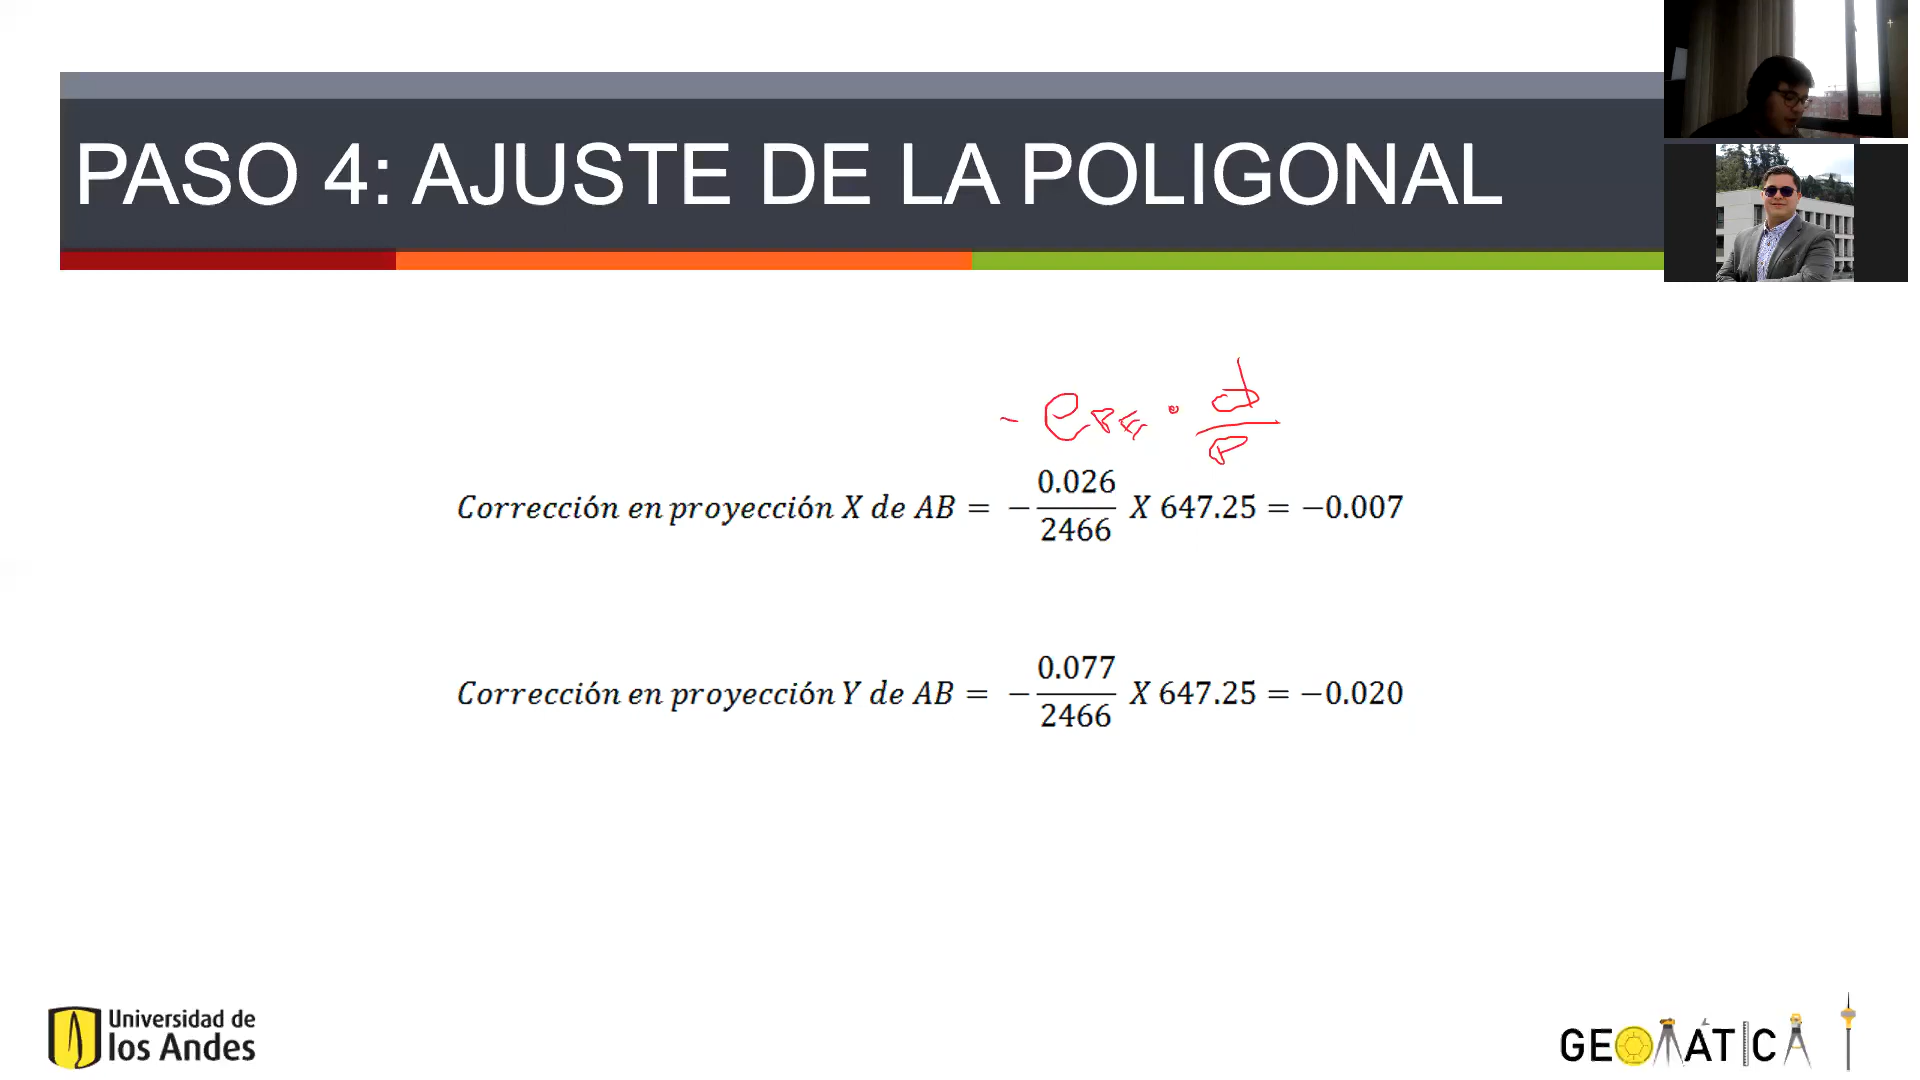 PASO 4: AJUSTE DE LA POLIGONAL
Corrección en proyección X de AB = − 0.026 / 2466 X 647.25 = −0.007
Corrección en proyección Y de AB = − 0.077 / 2466 X 647.25 = −0.020
Universidad de
los Andes
GEOMÁTICA